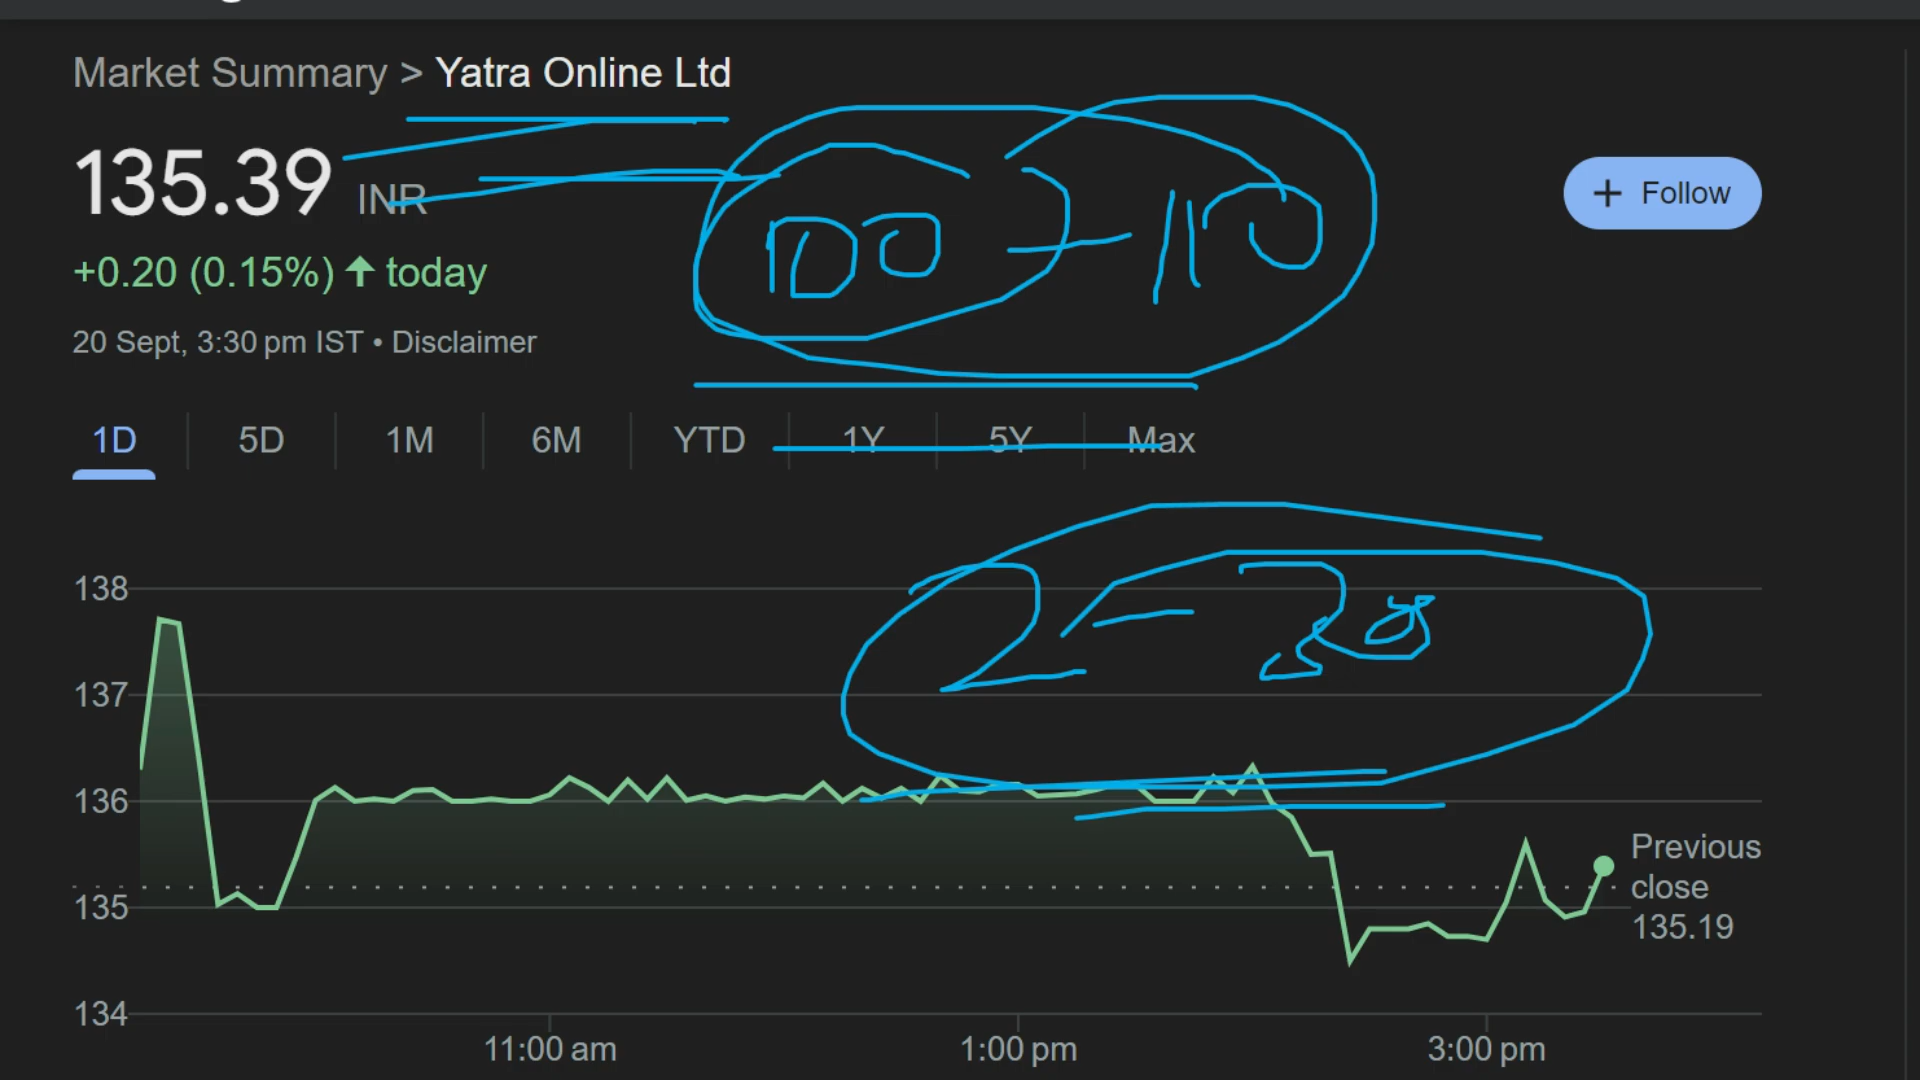 Market Summary > Yatra Online Ltd
135.39 INR
100 - 110
+ Follow
+0.20 (0.15%) ↑ today
20 Sept, 3:30 pm IST • Disclaimer
1D 5D 1M 6M YTD 1Y 5Y Max
138
137
136
135
134
Previous
close
135.19
11:00 am 1:00 pm 3:00 pm